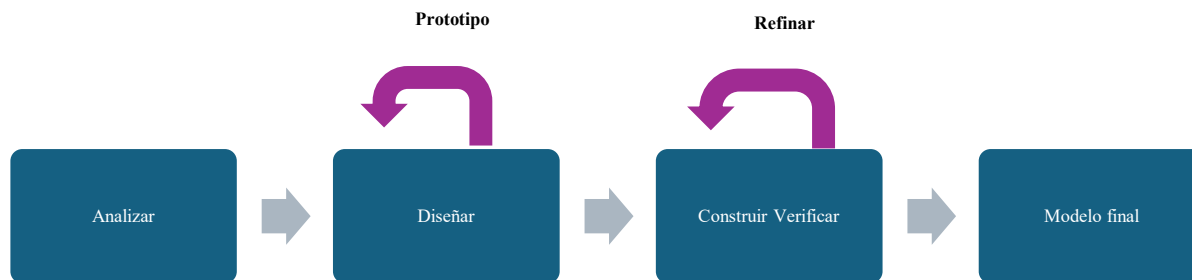 Prototipo
Refinar
Analizar
Diseñar
Construir Verificar
Modelo final